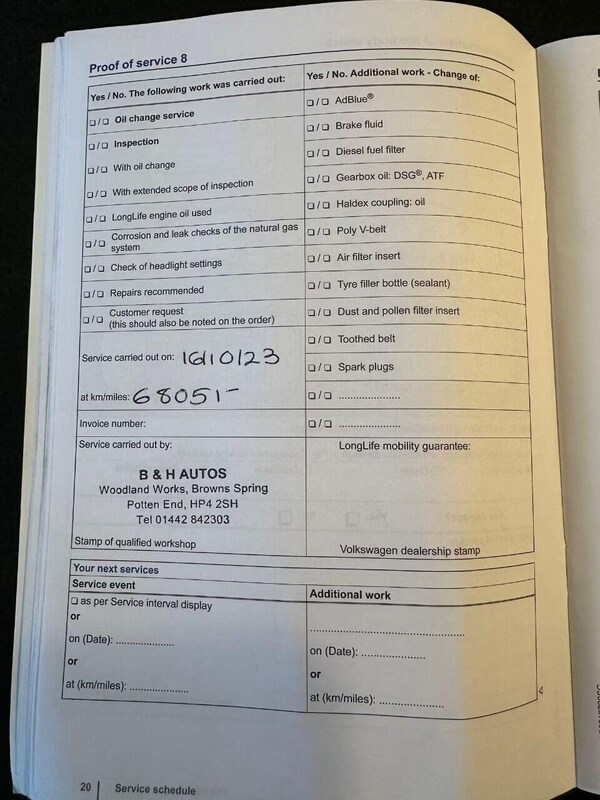 Proof of service 8
Yes / No. The following work was carried out:
❏ / ❏ Oil change service
❏ / ❏ Inspection
❏ / ❏ With oil change
❏ / ❏ With extended scope of inspection
❏ / ❏ LongLife engine oil used
❏ / ❏ Corrosion and leak checks of the natural gas
system
❏ / ❏ Check of headlight settings
❏ / ❏ Repairs recommended
❏ / ❏ Customer request
(this should also be noted on the order)
Service carried out on: 16/10/23
at km/miles: 68051-
Invoice number:
Yes / No. Additional work - Change of:
❏ / ❏ AdBlue®
❏ / ❏ Brake fluid
❏ / ❏ Diesel fuel filter
❏ / ❏ Gearbox oil: DSG®, ATF
❏ / ❏ Haldex coupling: oil
❏ / ❏ Poly V-belt
❏ / ❏ Air filter insert
❏ / ❏ Tyre filler bottle (sealant)
❏ / ❏ Dust and pollen filter insert
❏ / ❏ Toothed belt
❏ / ❏ Spark plugs
❏ / ❏ .....................
❏ / ❏ .....................
Service carried out by:
B & H AUTOS
Woodland Works, Browns Spring
Potten End, HP4 2SH
Tel 01442 842303
Stamp of qualified workshop
LongLife mobility guarantee:
Volkswagen dealership stamp
Your next services
Service event
❏ as per Service interval display
or
on (Date): ....................
or
at (km/miles): ....................
Additional work
.....................................................
on (Date): ......................
or
at (km/miles): ......................
20 Service schedule